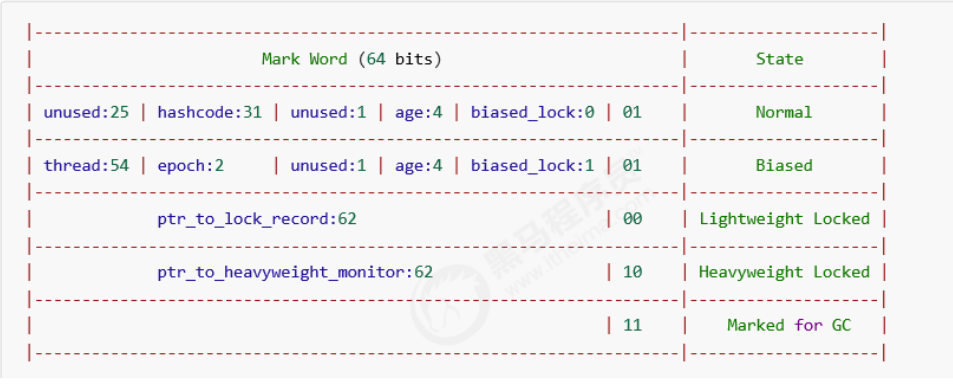 |--------------------------------------------------------------------|--------------------|
| Mark Word (64 bits) | State |
|--------------------------------------------------------------------|--------------------|
| unused:25 | hashcode:31 | unused:1 | age:4 | biased_lock:0 | 01 | Normal |
|--------------------------------------------------------------------|--------------------|
| thread:54 | epoch:2 | unused:1 | age:4 | biased_lock:1 | 01 | Biased |
|--------------------------------------------------------------------|--------------------|
| ptr_to_lock_record:62 | 00 | Lightweight Locked |
|--------------------------------------------------------------------|--------------------|
| ptr_to_heavyweight_monitor:62 | 10 | Heavyweight Locked |
|--------------------------------------------------------------------|--------------------|
| | 11 | Marked for GC |
|--------------------------------------------------------------------|--------------------|
黑马程序员
www.itheima.com